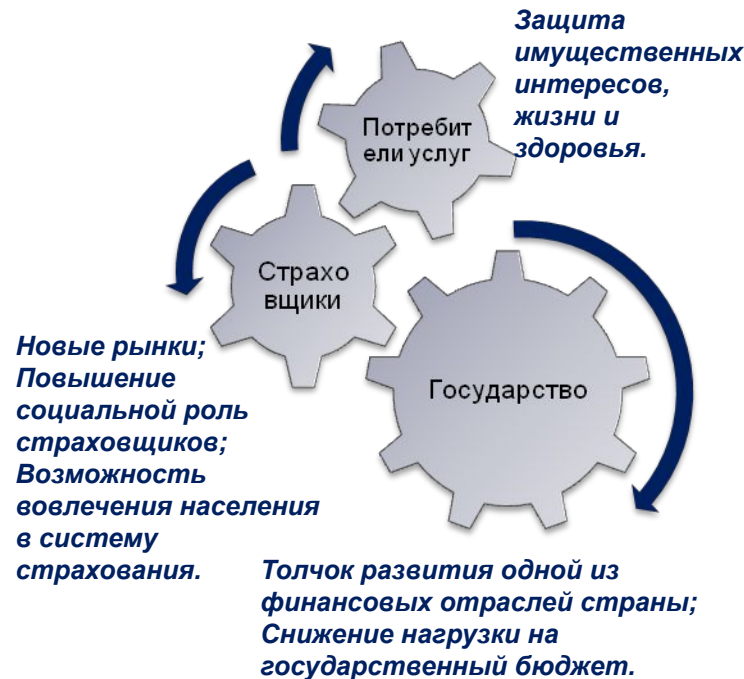 Защита
имущественных
интересов,
жизни и
здоровья.
Потребит
ели услуг
Страхо
вщики
Новые рынки;
Повышение
социальной роль
страховщиков;
Возможность
вовлечения населения
в систему
страхования.
Государство
Толчок развития одной из
финансовых отраслей страны;
Снижение нагрузки на
государственный бюджет.